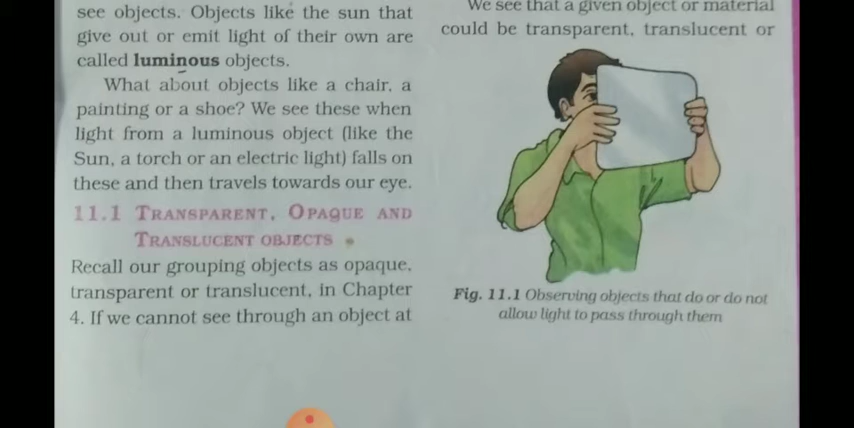 see objects. Objects like the sun that
give out or emit light of their own are
called luminous objects.
What about objects like a chair, a
painting or a shoe? We see these when
light from a luminous object (like the
Sun, a torch or an electric light) falls on
these and then travels towards our eye.
11.1 TRANSPARENT, OPAQUE AND
TRANSLUCENT OBJECTS
Recall our grouping objects as opaque,
transparent or translucent, in Chapter
4. If we cannot see through an object at
We see that a given object or material
could be transparent, translucent or
Fig. 11.1 Observing objects that do or do not
allow light to pass through them